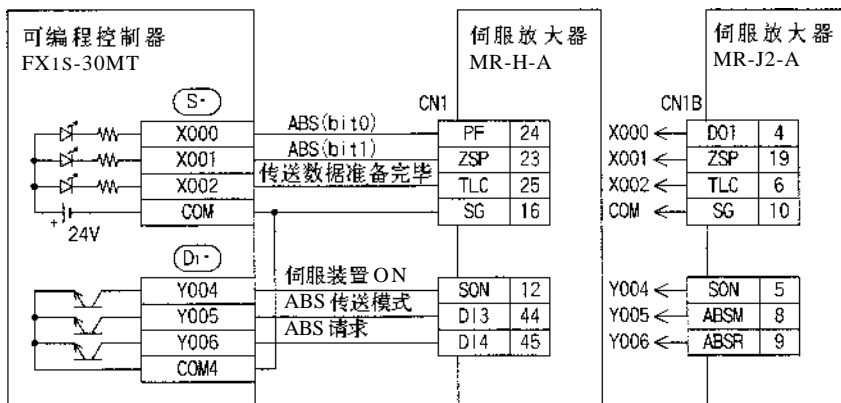 可编程控制器
FX1S-30MT
伺服放大器
MR-H-A
伺服放大器
MR-J2-A
S·
CN1
CN1B
X000
ABS(bit0)
PF 24
X000
DO1 4
X001
ABS(bit1)
ZSP 23
X001
ZSP 19
X002
传送数据准备完毕
TLC 25
X002
TLC 6
COM
SG 16
COM
SG 10
+
24V
D1·
Y004
伺服装置ON
SON 12
Y004
SON 5
Y005
ABS传送模式
DI3 44
Y005
ABSM 8
Y006
ABS请求
DI4 45
Y006
ABSR 9
COM4